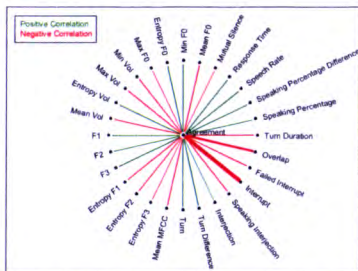 Positive Correlation
Negative Correlation
Agreement
Min F0
Mean F0
Mutual Silence
Response Time
Speech Rate
Speaking Percentage Difference
Speaking Percentage
Turn Duration
Overlap
Failed Interrupt
Interrupt
Speaking Interjection
Interjection
Turn Difference
Turn
Mean MFCC
Entropy F3
Entropy F2
Entropy F1
F3
F2
F1
Mean Vol
Entropy Vol
Max Vol
Min Vol
Max F0
Entropy F0